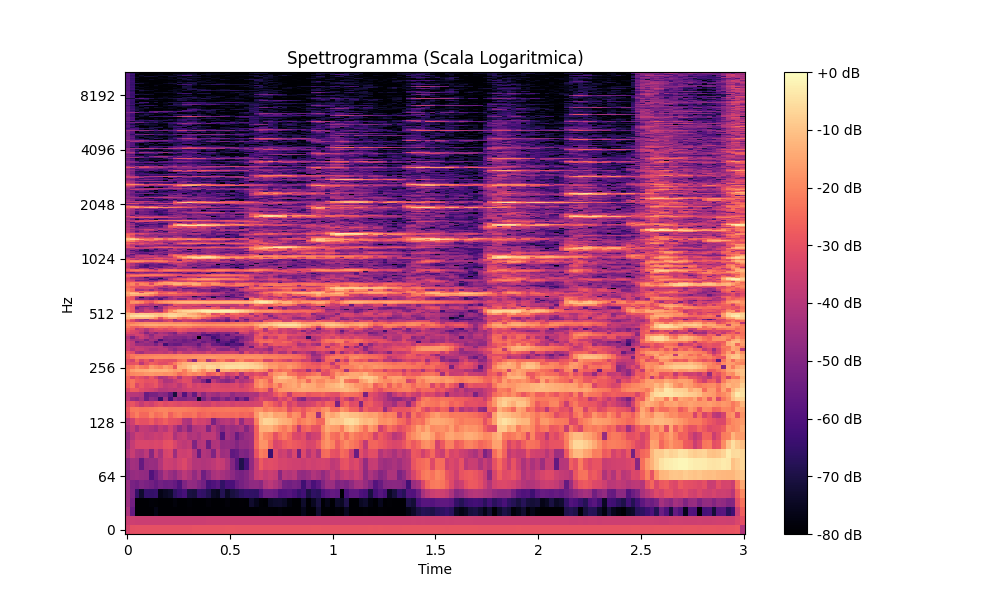 Spettrogramma (Scala Logaritmica)
8192
4096
2048
1024
512
256
128
64
0
Hz
0
0.5
1
1.5
2
2.5
3
Time
+0 dB
-10 dB
-20 dB
-30 dB
-40 dB
-50 dB
-60 dB
-70 dB
-80 dB